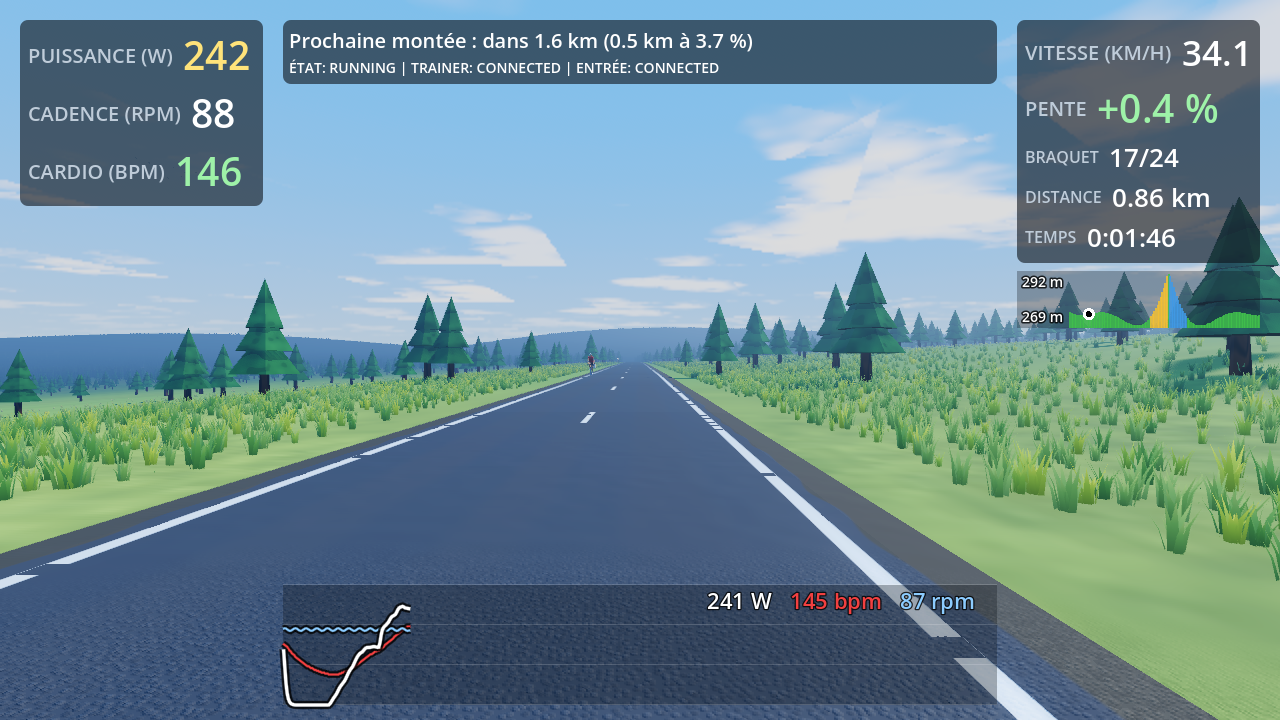 PUISSANCE (W) 242
CADENCE (RPM) 88
CARDIO (BPM) 146
Prochaine montée : dans 1.6 km (0.5 km à 3.7 %)
ÉTAT: RUNNING | TRAINER: CONNECTED | ENTRÉE: CONNECTED
VITESSE (KM/H) 34.1
PENTE +0.4 %
BRAQUET 17/24
DISTANCE 0.86 km
TEMPS 0:01:46
292 m
269 m
241 W 145 bpm 87 rpm